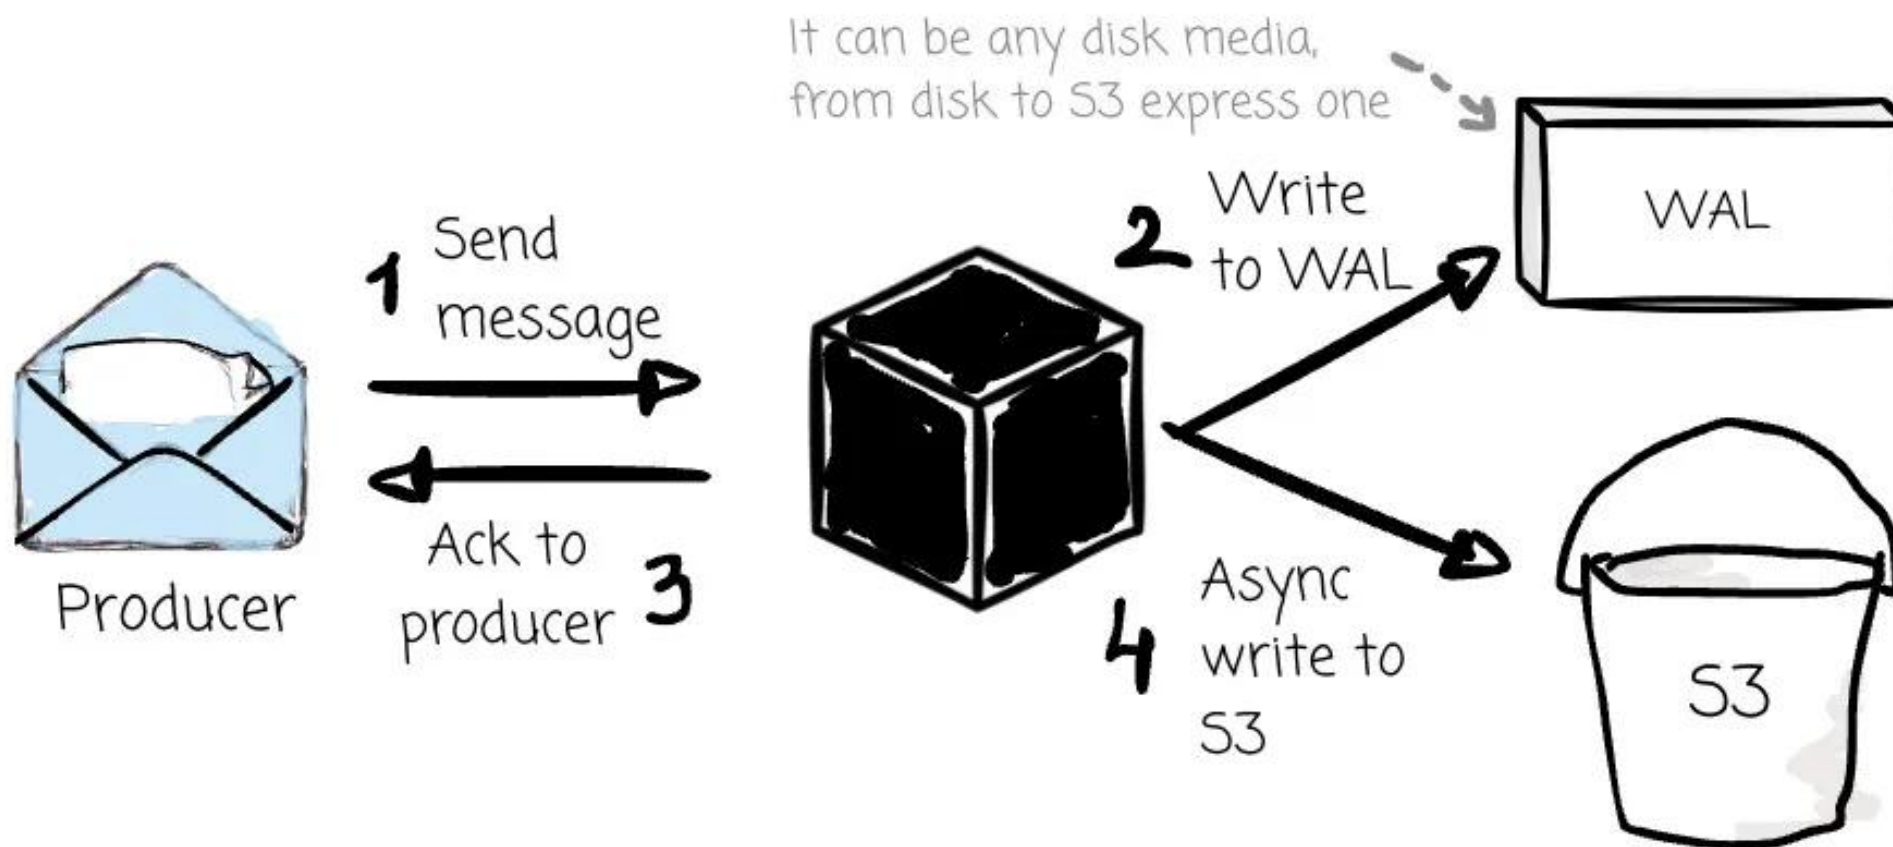 It can be any disk media,
from disk to S3 express one
1
Send
message
2
Write
to WAL
WAL
Producer
Ack to
producer
3
4
Async
write to
S3
S3